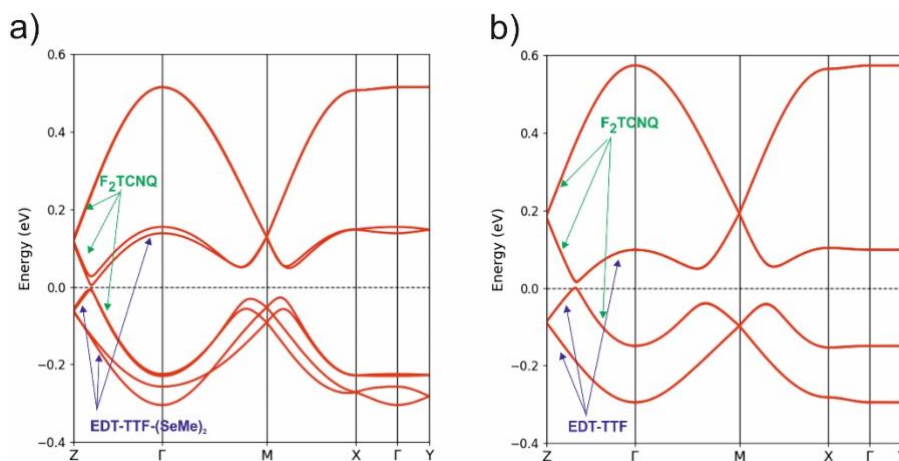 a)
0.6
0.4
0.2
0.0
−0.2
−0.4
Energy (eV)
F₂TCNQ
EDT-TTF-(SeMe)₂
Z Γ M X Γ Y
b)
0.6
0.4
0.2
0.0
−0.2
−0.4
Energy (eV)
F₂TCNQ
EDT-TTF
Z Γ M X Γ